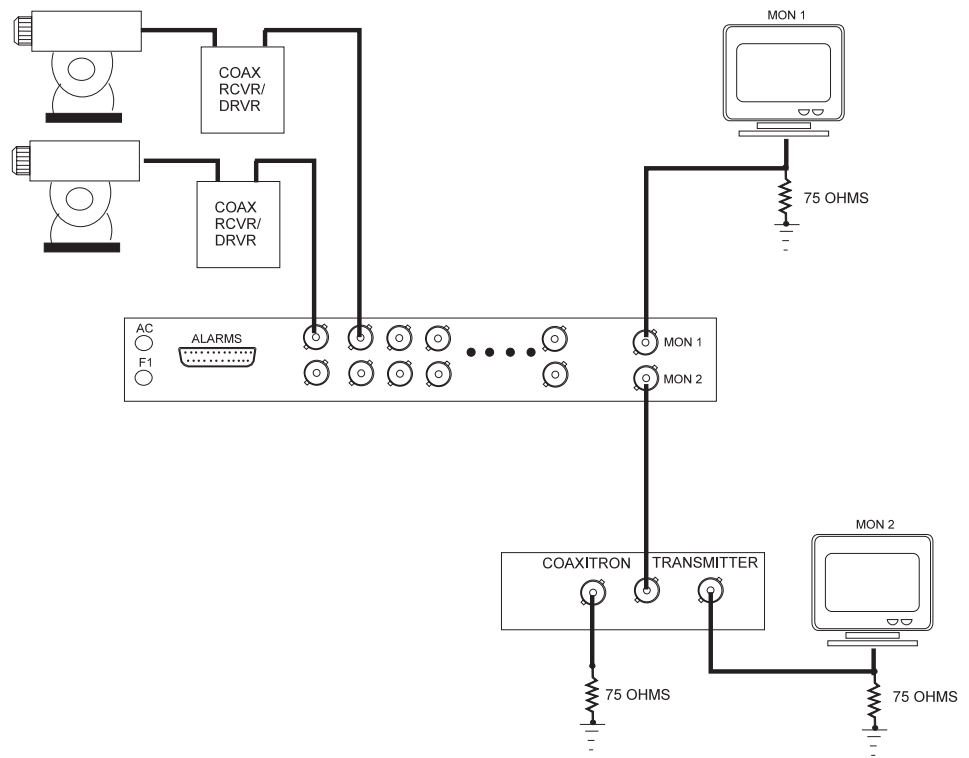 MON 1
COAX
RCVR/
DRVR
75 OHMS
COAX
RCVR/
DRVR
AC
ALARMS
MON 1
F1
MON 2
MON 2
COAXITRON TRANSMITTER
75 OHMS
75 OHMS